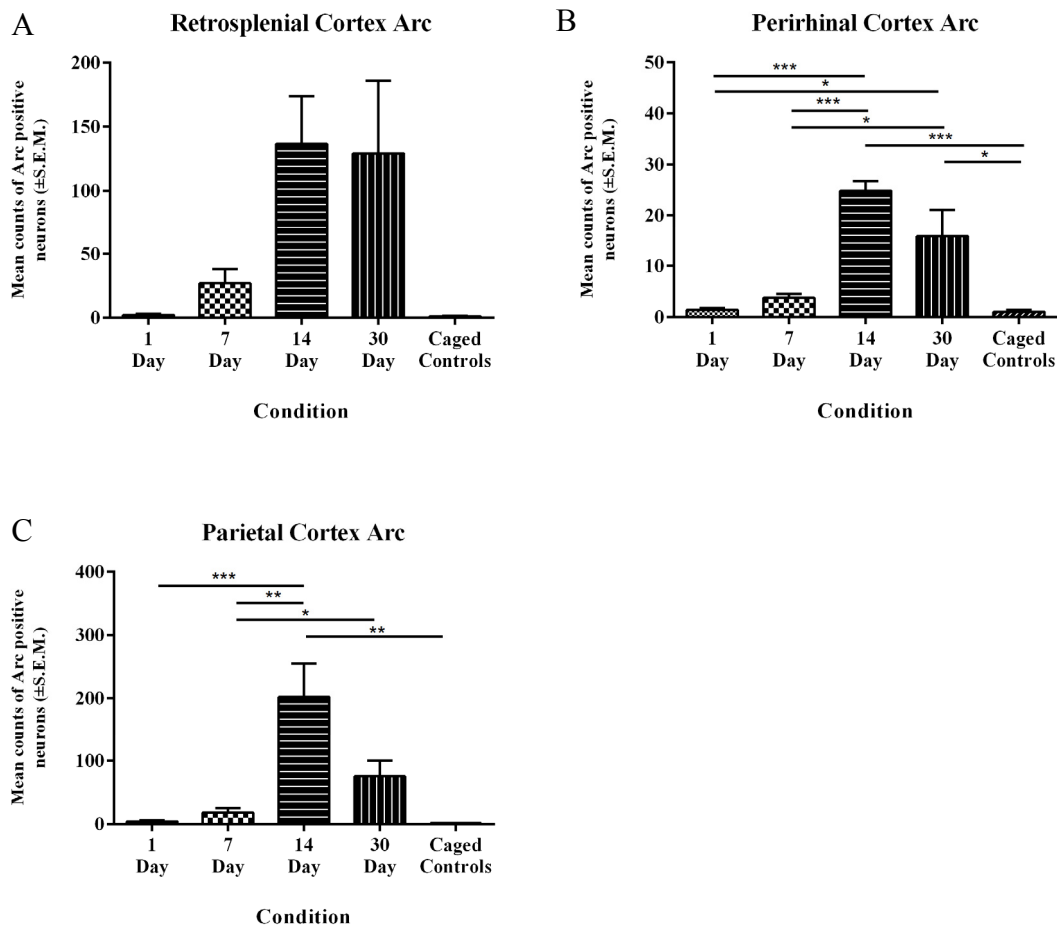 A
Retrosplenial Cortex Arc
Mean counts of Arc positive
neurons (±S.E.M.)
200
150
100
50
0
1
Day
7
Day
14
Day
30
Day
Caged
Controls
Condition
B
Perirhinal Cortex Arc
Mean counts of Arc positive
neurons (±S.E.M.)
50
40
30
20
10
0
***
*
***
*
***
*
1
Day
7
Day
14
Day
30
Day
Caged
Controls
Condition
C
Parietal Cortex Arc
Mean counts of Arc positive
neurons (±S.E.M.)
400
300
200
100
0
***
**
*
**
1
Day
7
Day
14
Day
30
Day
Caged
Controls
Condition